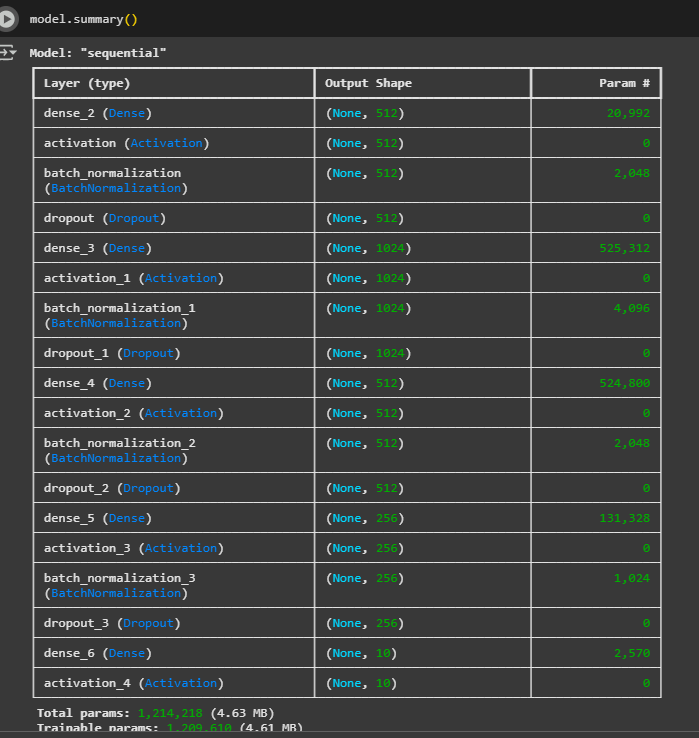 model.summary()
Model: "sequential"
Layer (type) Output Shape Param #
dense_2 (Dense) (None, 512) 20,992
activation (Activation) (None, 512) 0
batch_normalization (None, 512) 2,048
(BatchNormalization)
dropout (Dropout) (None, 512) 0
dense_3 (Dense) (None, 1024) 525,312
activation_1 (Activation) (None, 1024) 0
batch_normalization_1 (None, 1024) 4,096
(BatchNormalization)
dropout_1 (Dropout) (None, 1024) 0
dense_4 (Dense) (None, 512) 524,800
activation_2 (Activation) (None, 512) 0
batch_normalization_2 (None, 512) 2,048
(BatchNormalization)
dropout_2 (Dropout) (None, 512) 0
dense_5 (Dense) (None, 256) 131,328
activation_3 (Activation) (None, 256) 0
batch_normalization_3 (None, 256) 1,024
(BatchNormalization)
dropout_3 (Dropout) (None, 256) 0
dense_6 (Dense) (None, 10) 2,570
activation_4 (Activation) (None, 10) 0
Total params: 1,214,218 (4.63 MB)
Trainable params: 1,209,610 (4.61 MB)